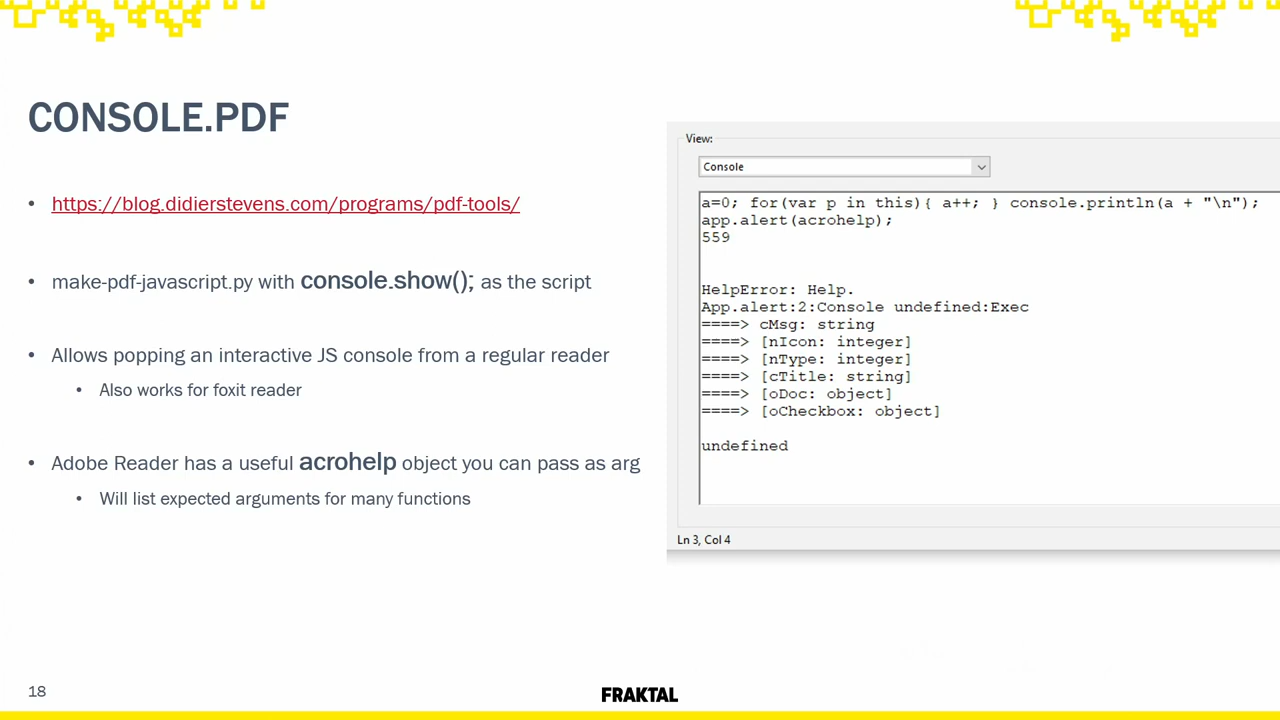 CONSOLE.PDF
• https://blog.didierstevens.com/programs/pdf-tools/
• make-pdf-javascript.py with console.show(); as the script
• Allows popping an interactive JS console from a regular reader
• Also works for foxit reader
• Adobe Reader has a useful acrohelp object you can pass as arg
• Will list expected arguments for many functions
View:
Console
a=0; for(var p in this){ a++; } console.println(a + "\n");
app.alert(acrohelp);
559
HelpError: Help.
App.alert:2:Console undefined:Exec
====> cMsg: string
====> [nIcon: integer]
====> [nType: integer]
====> [cTitle: string]
====> [oDoc: object]
====> [oCheckbox: object]
undefined
Ln 3, Col 4
18
FRAKTAL